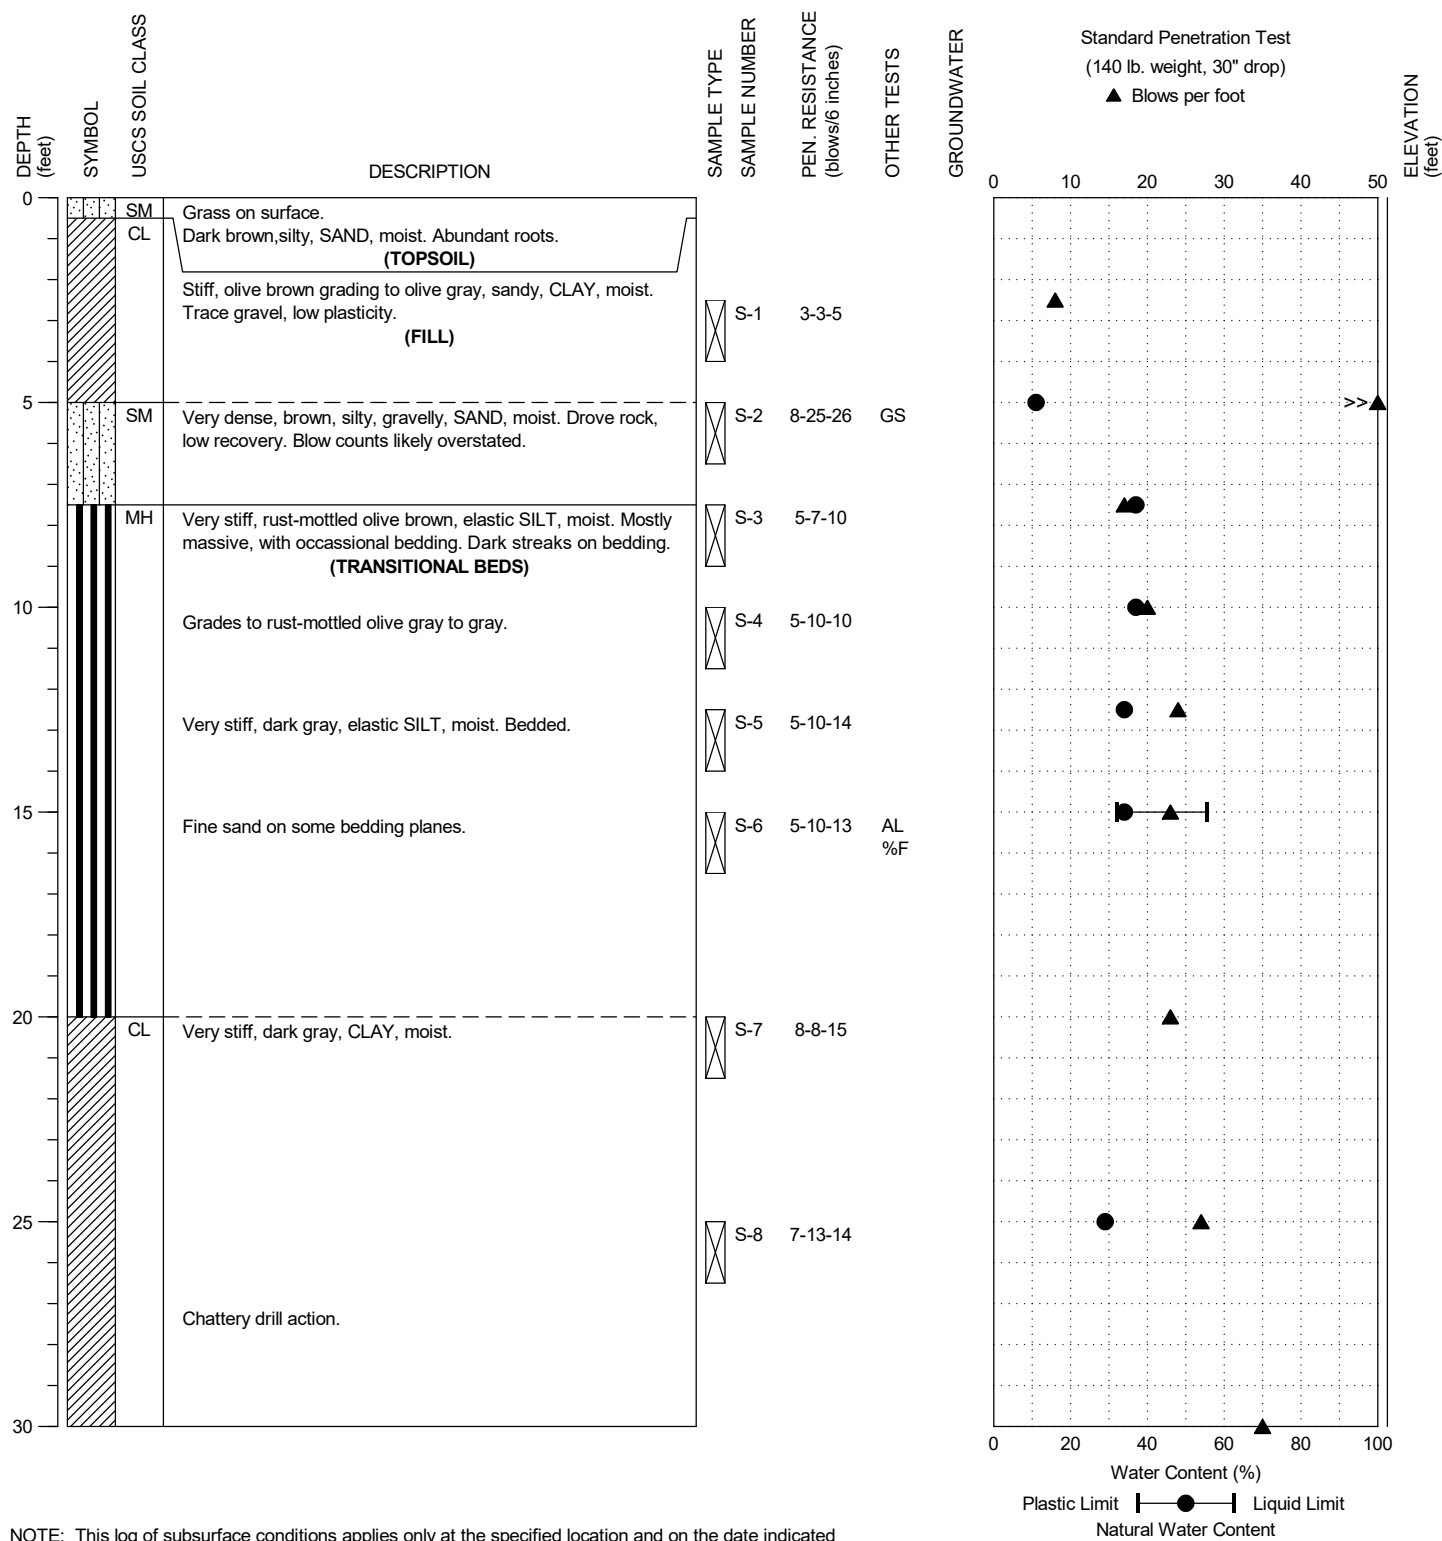 DEPTH
(feet)
SYMBOL
USCS SOIL CLASS
DESCRIPTION
SAMPLE TYPE
SAMPLE NUMBER
PEN. RESISTANCE
(blows/6 inches)
OTHER TESTS
GROUNDWATER
Standard Penetration Test
(140 lb. weight, 30" drop)
▲ Blows per foot
ELEVATION
(feet)
0 10 20 30 40 50
0
SM Grass on surface.
CL Dark brown,silty, SAND, moist. Abundant roots.
(TOPSOIL)
Stiff, olive brown grading to olive gray, sandy, CLAY, moist.
Trace gravel, low plasticity. S-1 3-3-5
(FILL)
5
SM Very dense, brown, silty, gravelly, SAND, moist. Drove rock, S-2 8-25-26 GS >>
low recovery. Blow counts likely overstated.
MH Very stiff, rust-mottled olive brown, elastic SILT, moist. Mostly S-3 5-7-10
massive, with occassional bedding. Dark streaks on bedding.
(TRANSITIONAL BEDS)
10
Grades to rust-mottled olive gray to gray. S-4 5-10-10
Very stiff, dark gray, elastic SILT, moist. Bedded. S-5 5-10-14
15
Fine sand on some bedding planes. S-6 5-10-13 AL
%F
20
CL Very stiff, dark gray, CLAY, moist. S-7 8-8-15
25
S-8 7-13-14
Chattery drill action.
30
0 20 40 60 80 100
Water Content (%)
Plastic Limit Liquid Limit
Natural Water Content
NOTE: This log of subsurface conditions applies only at the specified location and on the date indicated